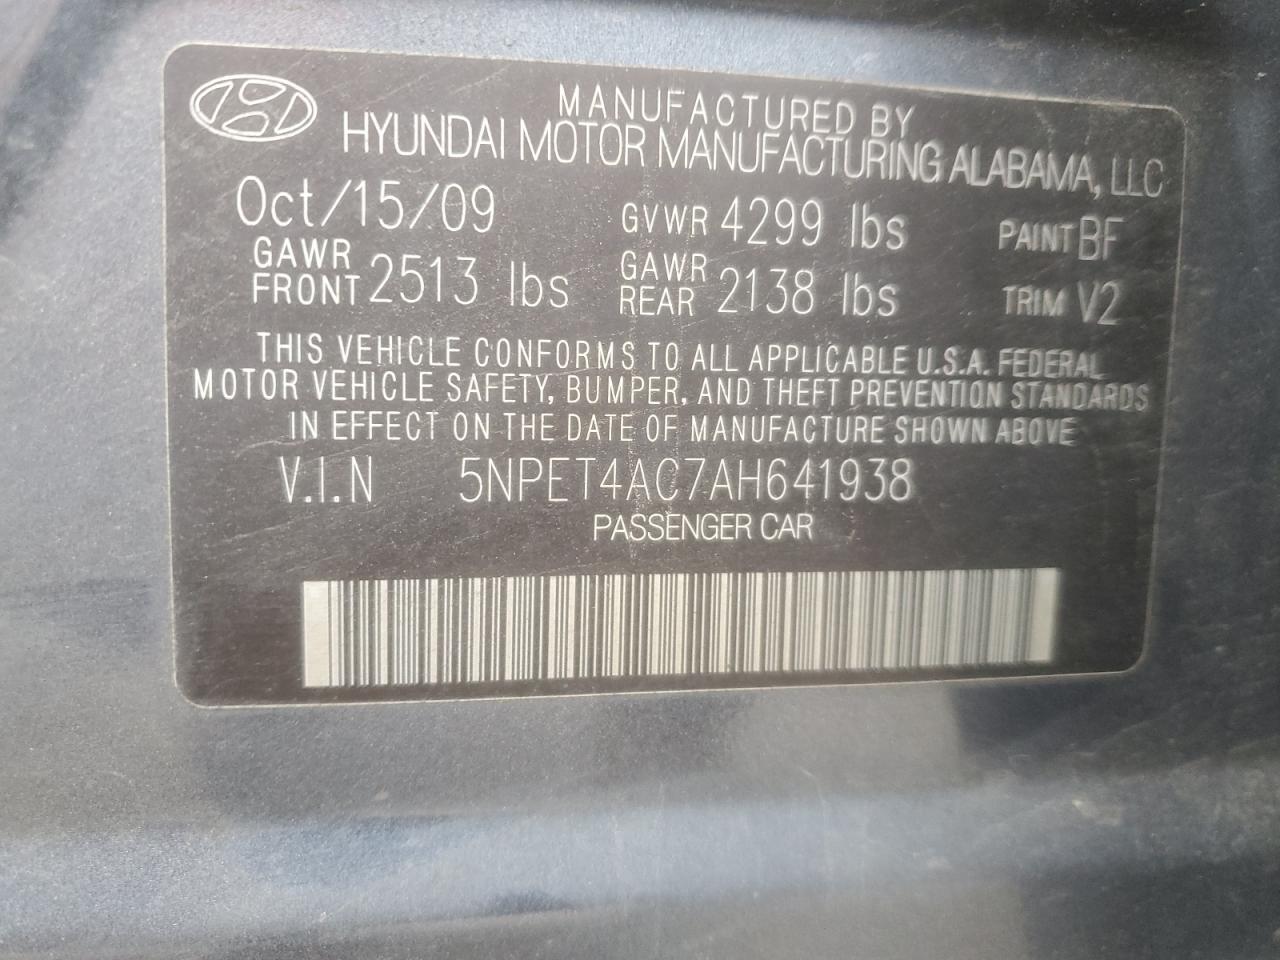 MANUFACTURED BY
HYUNDAI MOTOR MANUFACTURING ALABAMA, LLC
Oct/15/09 GVWR 4299 lbs PAINT BF
GAWR FRONT 2513 lbs GAWR REAR 2138 lbs TRIM V2
THIS VEHICLE CONFORMS TO ALL APPLICABLE U.S.A. FEDERAL
MOTOR VEHICLE SAFETY, BUMPER, AND THEFT PREVENTION STANDARDS
IN EFFECT ON THE DATE OF MANUFACTURE SHOWN ABOVE
V.I.N 5NPET4AC7AH641938
PASSENGER CAR